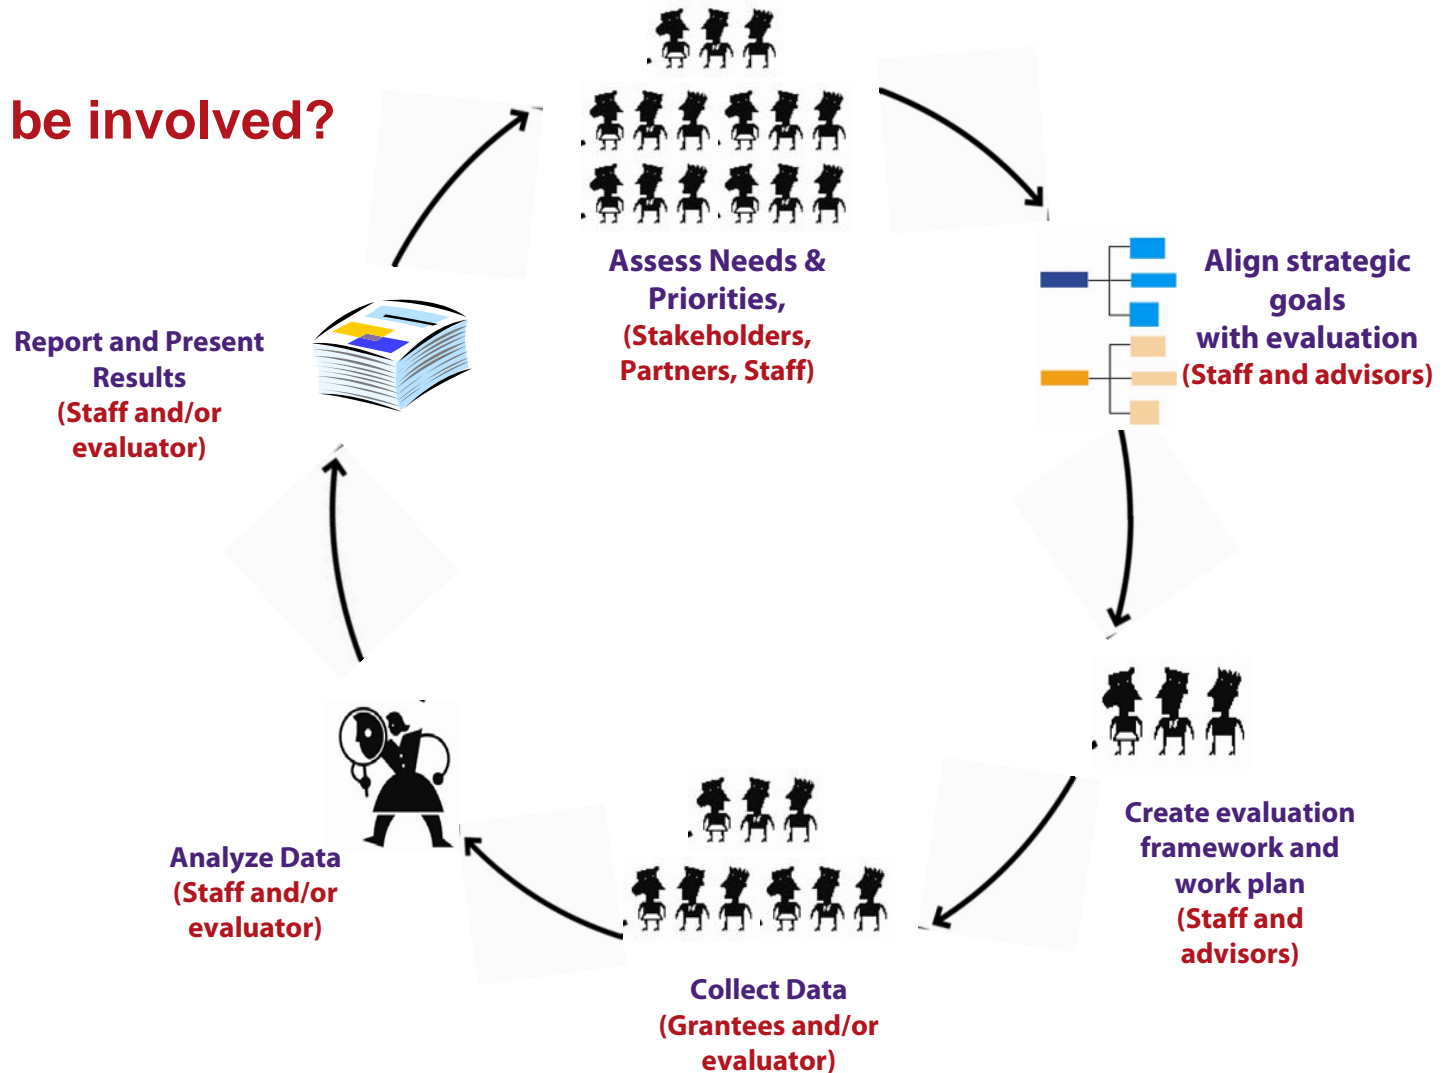 be involved?
Assess Needs &
Priorities,
(Stakeholders,
Partners, Staff)
Align strategic
goals
with evaluation
(Staff and advisors)
Create evaluation
framework and
work plan
(Staff and
advisors)
Collect Data
(Grantees and/or
evaluator)
Analyze Data
(Staff and/or
evaluator)
Report and Present
Results
(Staff and/or
evaluator)